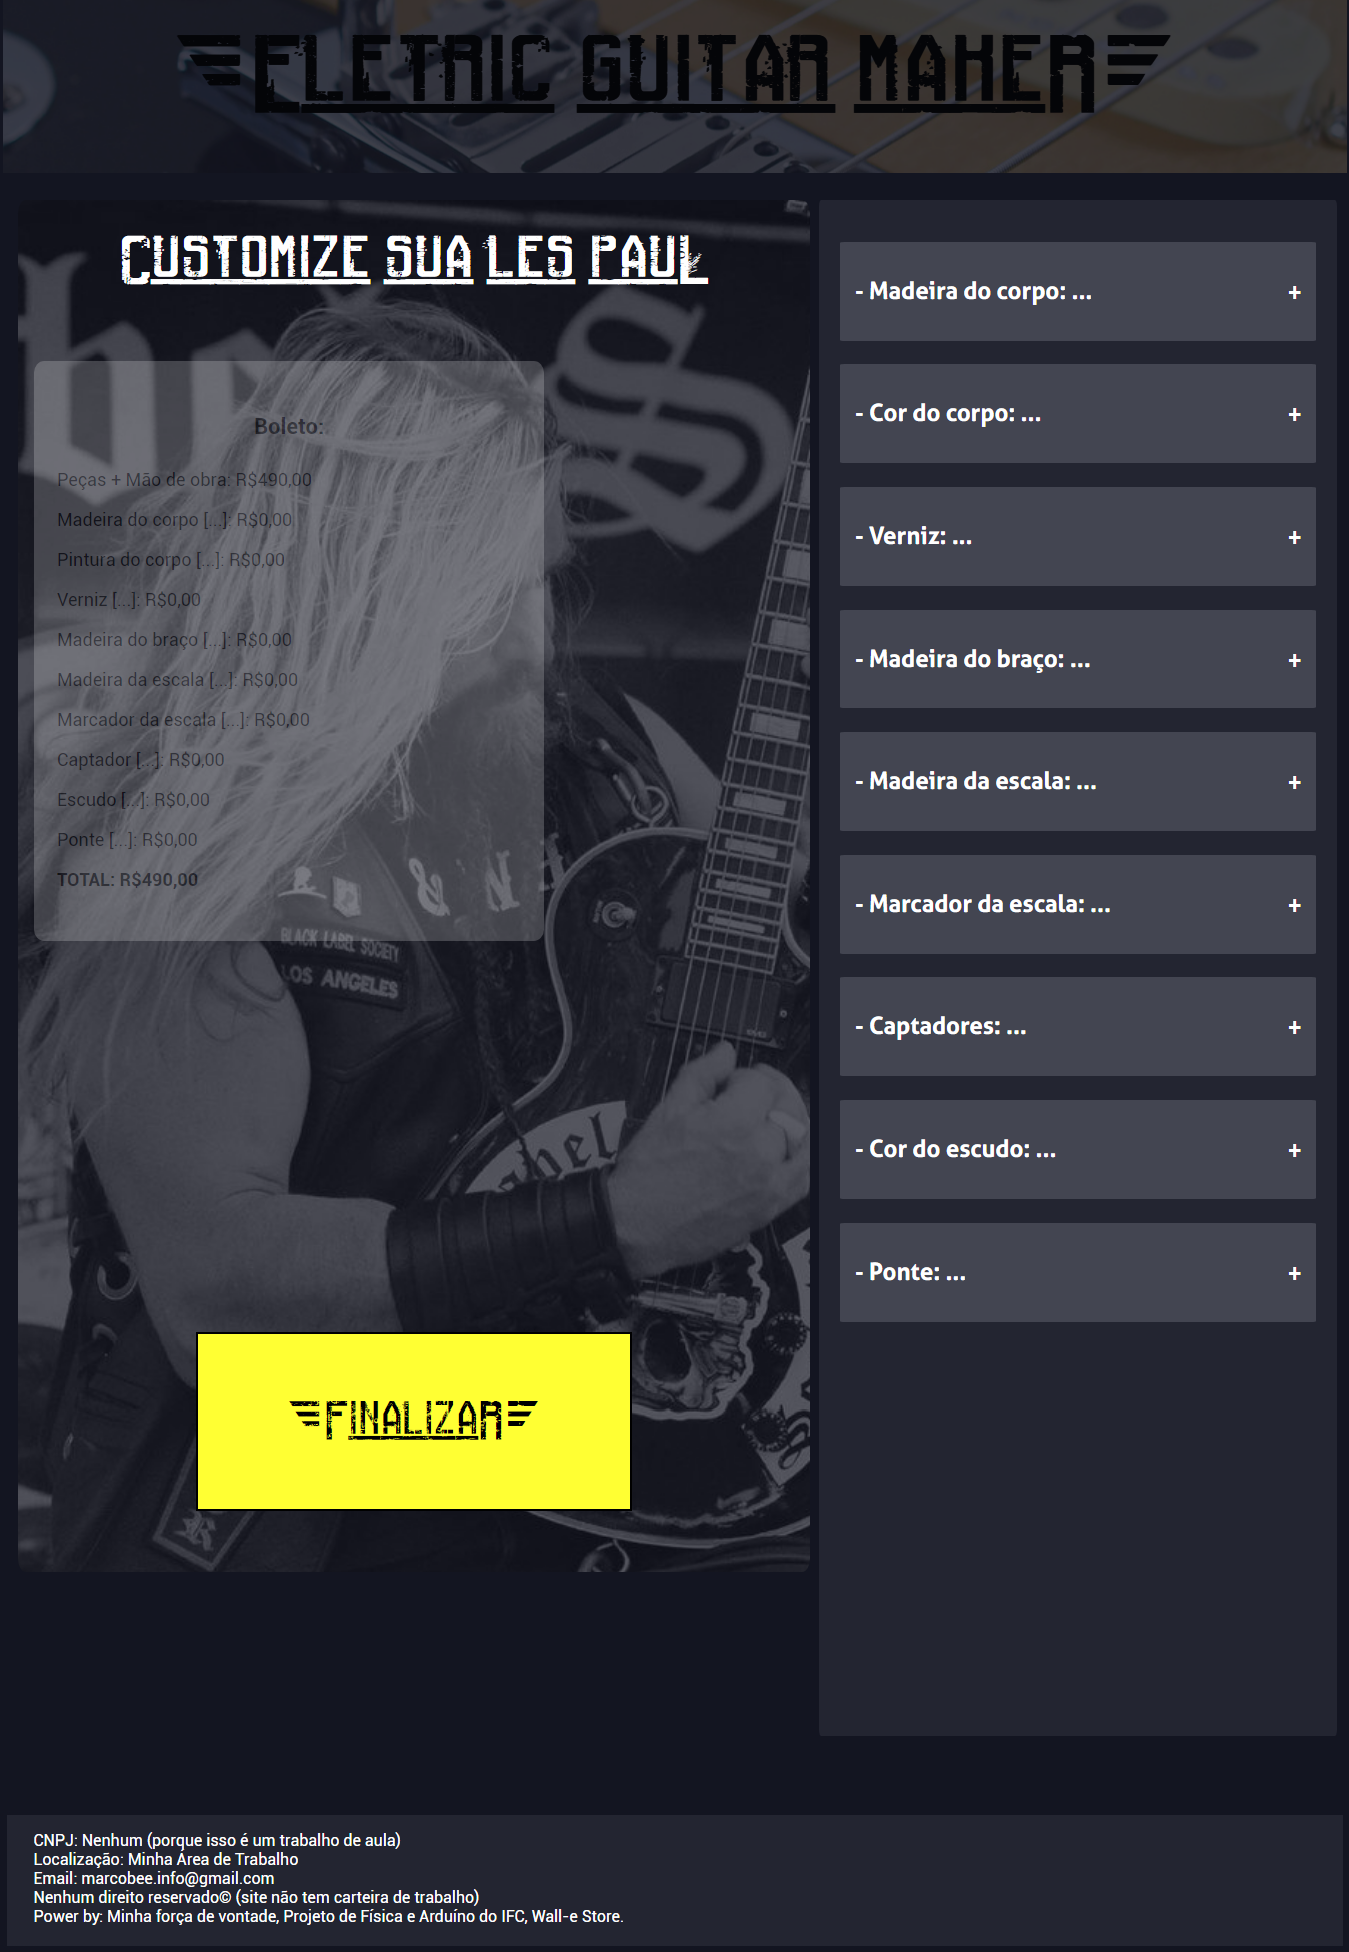 ELETRIC GUITAR MAKER
CUSTOMIZE SUA LES PAUL
Boleto:
Peças + Mão de obra: R$490,00
Madeira do corpo [...]: R$0,00
Pintura do corpo [...]: R$0,00
Verniz [...]: R$0,00
Madeira do braço [...]: R$0,00
Madeira da escala [...]: R$0,00
Marcador da escala [...]: R$0,00
Captador [...]: R$0,00
Escudo [...]: R$0,00
Ponte [...]: R$0,00
TOTAL: R$490,00
BLACK LABEL SOCIETY
LOS ANGELES
FINALIZAR
- Madeira do corpo: ... +
- Cor do corpo: ... +
- Verniz: ... +
- Madeira do braço: ... +
- Madeira da escala: ... +
- Marcador da escala: ... +
- Captadores: ... +
- Cor do escudo: ... +
- Ponte: ... +
CNPJ: Nenhum (porque isso é um trabalho de aula)
Localização: Minha Área de Trabalho
Email: marcobee.info@gmail.com
Nenhum direito reservado© (site não tem carteira de trabalho)
Power by: Minha força de vontade, Projeto de Física e Arduíno do IFC, Wall-e Store.